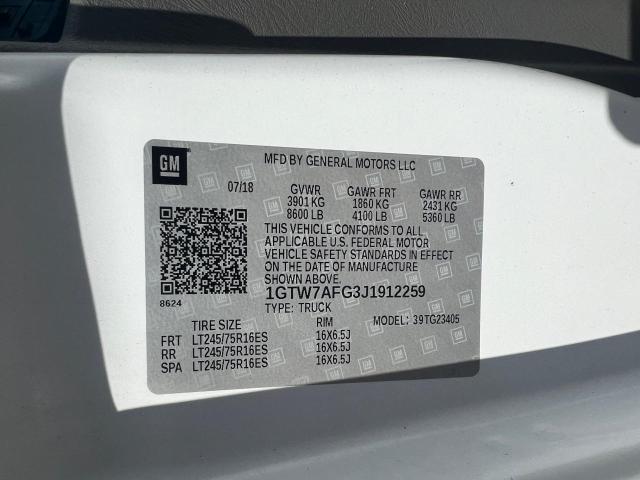 GM
MFD BY GENERAL MOTORS LLC
07/18 GVWR GAWR FRT GAWR RR
3901 KG 1860 KG 2431 KG
8600 LB 4100 LB 5360 LB
THIS VEHICLE CONFORMS TO ALL
APPLICABLE U.S. FEDERAL MOTOR
VEHICLE SAFETY STANDARDS IN EFFECT
ON THE DATE OF MANUFACTURE
SHOWN ABOVE.
8624
1GTW7AFG3J1912259
TYPE: TRUCK MODEL: 39TG23405
TIRE SIZE RIM
FRT LT245/75R16ES 16X6.5J
RR LT245/75R16ES 16X6.5J
SPA LT245/75R16ES 16X6.5J